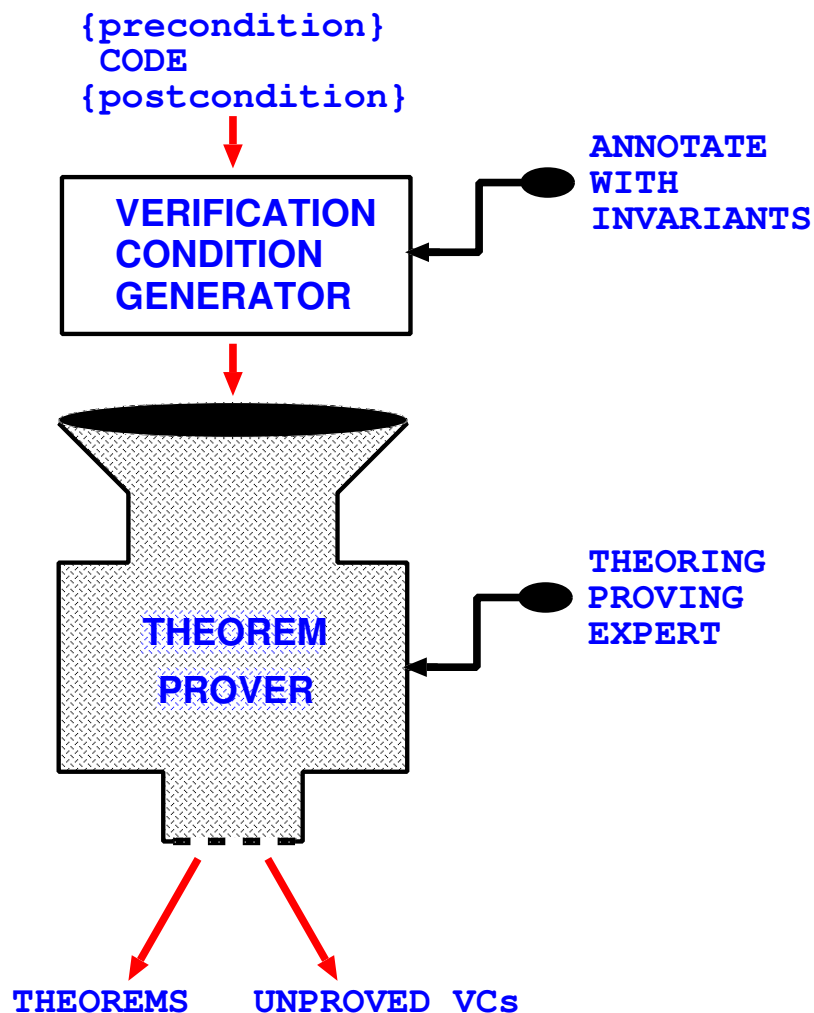 {precondition}
CODE
{postcondition}
ANNOTATE
WITH
INVARIANTS
VERIFICATION
CONDITION
GENERATOR
THEORING
PROVING
EXPERT
THEOREM
PROVER
THEOREMS
UNPROVED VCs